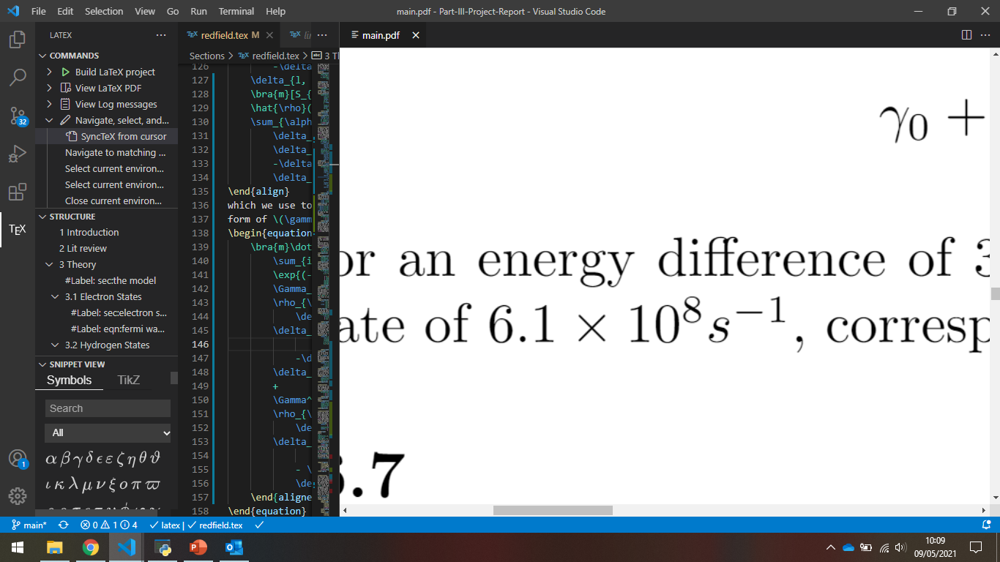 File Edit Selection View Go Run Terminal Help
main.pdf - Part-III-Project-Report - Visual Studio Code
LATEX ...
COMMANDS
Build LaTeX project
View LaTeX PDF
View Log messages
Navigate, select, and...
SyncTeX from cursor
Navigate to matching ...
Select current environ...
Select current environ...
Close current environ...
STRUCTURE
1 Introduction
2 Lit review
3 Theory
#Label: sec:the model
3.1 Electron States
#Label: sec:electron s...
#Label: eqn:fermi wa...
3.2 Hydrogen States
SNIPPET VIEW
Symbols TikZ
Search
All
α β γ δ ϵ ε ζ η θ ϑ
ι κ λ μ ν ξ ο π ϖ
32
TEX
1
TEX redfield.tex M TEX ...
Sections > TEX redfield.tex > abc 3 T
126 -\delta
127 \delta_{l,
128 \bra{m}[S_{
129 \hat{\rho}(
130 \sum_{\alph
131 \delta_
132 \delta_
133 -\delta
134 \delta_
135 \end{align}
136 which we use to
137 form of \(\gamm
138 \begin{equation
139 \bra{m}\dot
140 \sum_{i
141 \exp{(-
142 \Gamma_
143 \rho_{\
144 \de
145 \delta_
146
147 -\d
148 \delta_
149 +
150 \Gamma^
151 \rho_{\
152 \de
153 \delta_
154
155 - \
156 \de
157 \end{aligne
158 \end{equation}
main.pdf ...
γ0 +
or an energy difference of 3
ate of 6.1 × 10⁸s⁻¹, corresp
.7
main* 0 1 4 latex | redfield.tex
10:09
09/05/2021